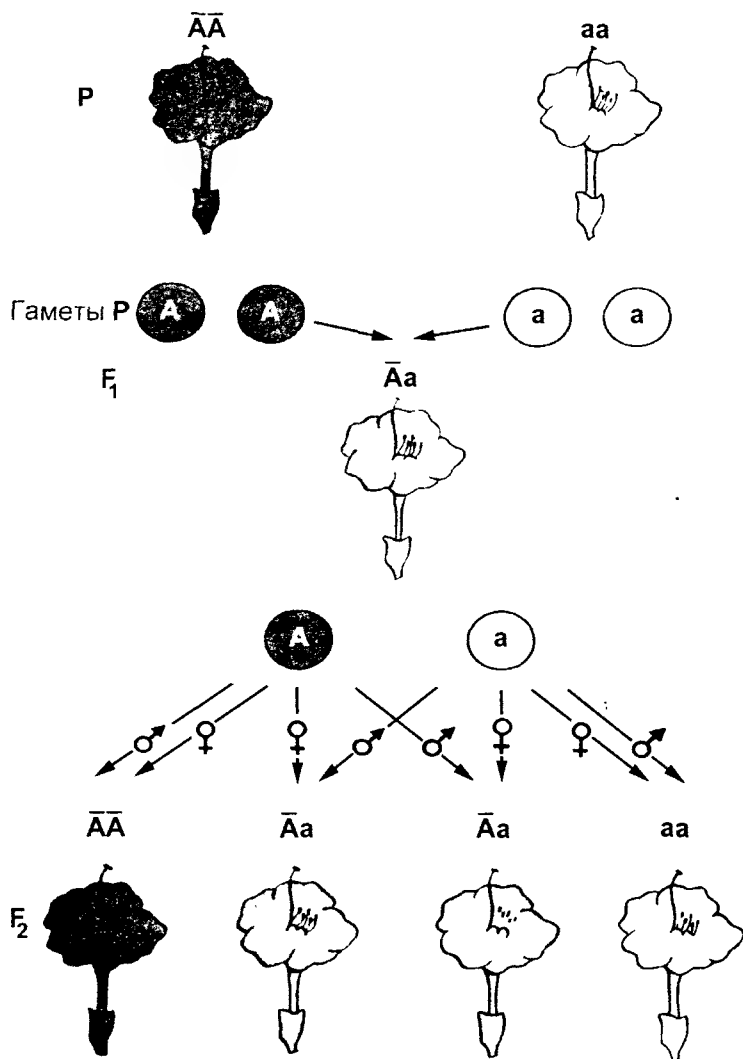 ĀĀ aa
P
Гаметы P A A a a
F₁ Āa
A a
♂ ♀ ♀ ♂ ♂ ♀ ♀ ♂
ĀĀ Āa Āa aa
F₂